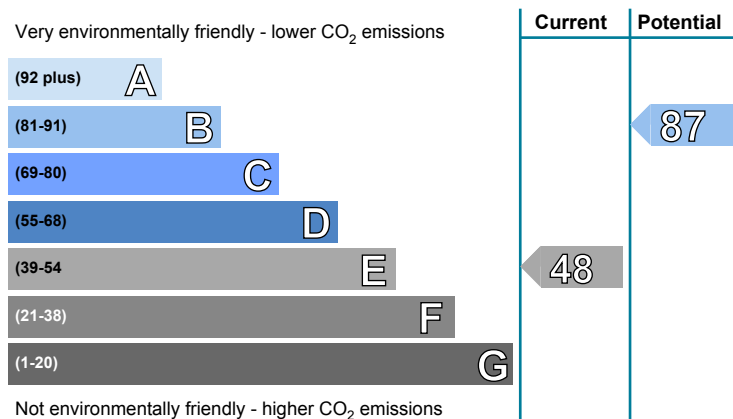 Current Potential
Very environmentally friendly - lower CO2 emissions
(92 plus) A
(81-91) B
87
(69-80) C
(55-68) D
(39-54 E
48
(21-38) F
(1-20) G
Not environmentally friendly - higher CO2 emissions